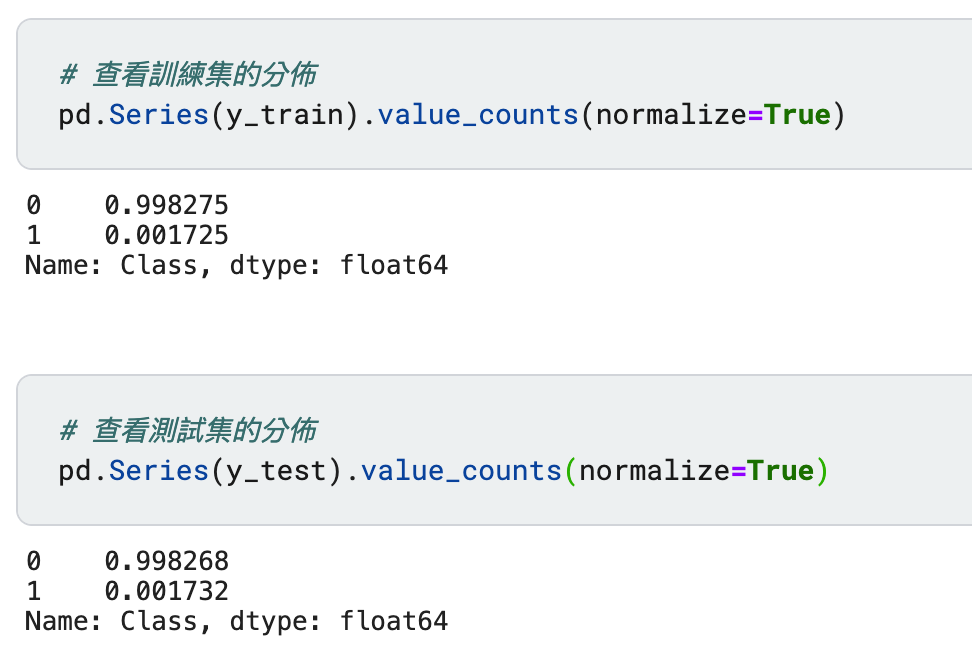 # 查看訓練集的分佈
pd.Series(y_train).value_counts(normalize=True)
0    0.998275
1    0.001725
Name: Class, dtype: float64
# 查看測試集的分佈
pd.Series(y_test).value_counts(normalize=True)
0    0.998268
1    0.001732
Name: Class, dtype: float64